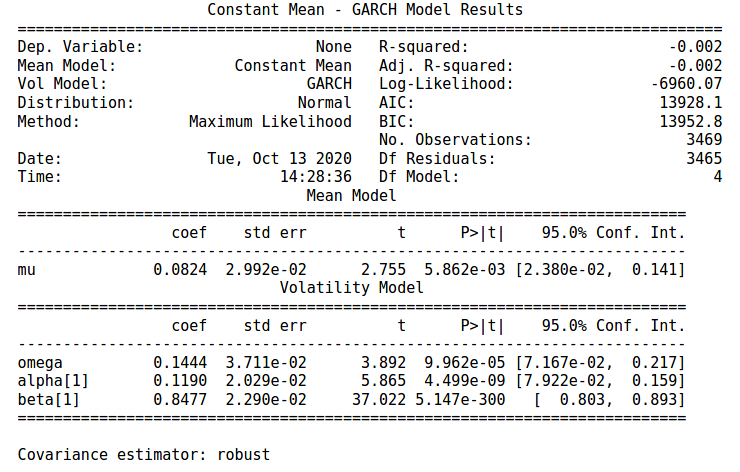 Constant Mean - GARCH Model Results
==============================================================================
Dep. Variable:                   None   R-squared:                      -0.002
Mean Model:             Constant Mean   Adj. R-squared:                 -0.002
Vol Model:                      GARCH   Log-Likelihood:               -6960.07
Distribution:                  Normal   AIC:                           13928.1
Method:            Maximum Likelihood   BIC:                           13952.8
                                        No. Observations:                 3469
Date:                Tue, Oct 13 2020   Df Residuals:                     3465
Time:                        14:28:36   Df Model:                            4
                                Mean Model
==========================================================================
                 coef    std err          t      P>|t|    95.0% Conf. Int.
--------------------------------------------------------------------------
mu             0.0824  2.992e-02      2.755  5.862e-03 [2.380e-02,  0.141]
                             Volatility Model
==========================================================================
                 coef    std err          t      P>|t|    95.0% Conf. Int.
--------------------------------------------------------------------------
omega          0.1444  3.711e-02      3.892  9.962e-05 [7.167e-02,  0.217]
alpha[1]       0.1190  2.029e-02      5.865  4.499e-09 [7.922e-02,  0.159]
beta[1]        0.8477  2.290e-02     37.022 5.147e-300   [  0.803,  0.893]
==========================================================================
Covariance estimator: robust